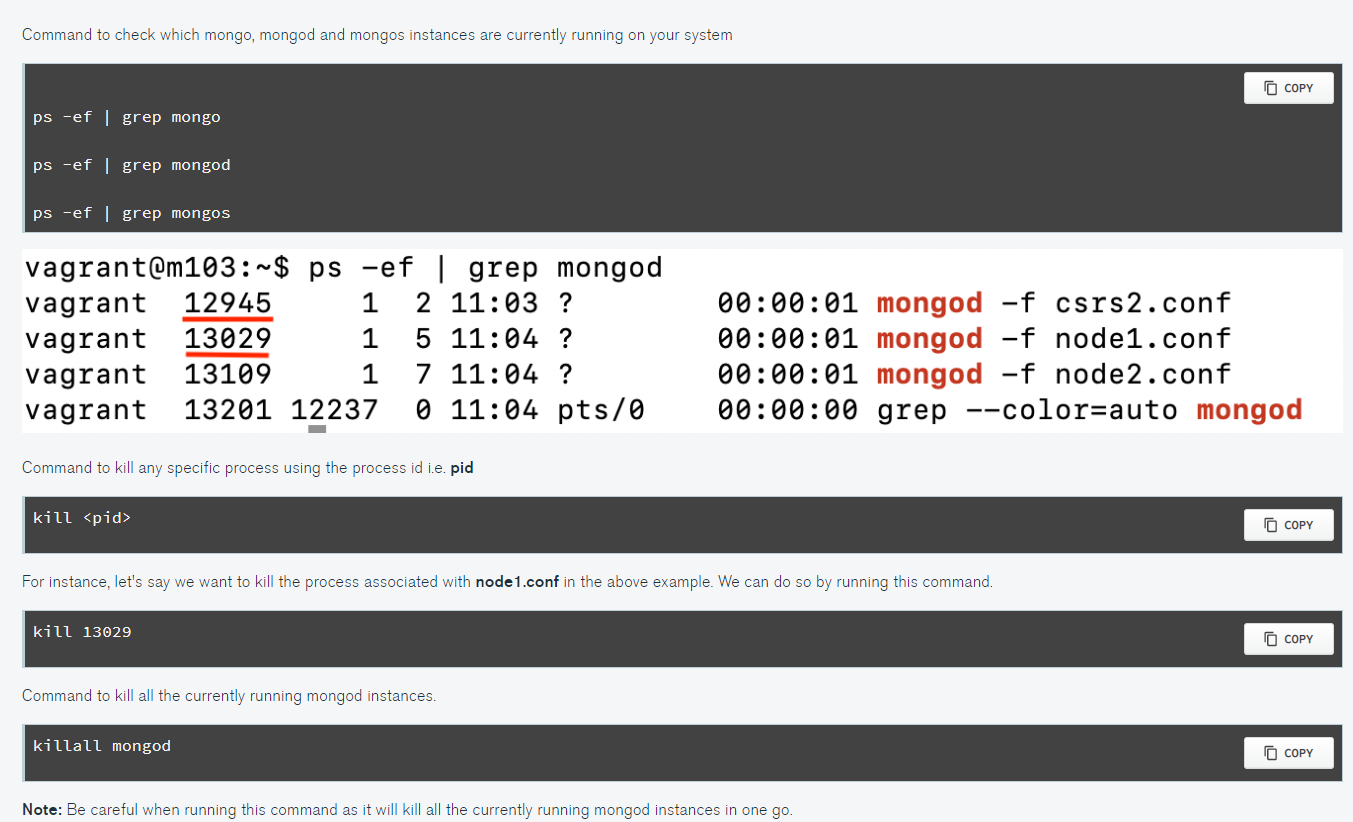 Command to check which mongo, mongod and mongos instances are currently running on your system
COPY
ps -ef | grep mongo
ps -ef | grep mongod
ps -ef | grep mongos
vagrant@m103:~$ ps -ef | grep mongod
vagrant  12945     1  2 11:03 ?        00:00:01 mongod -f csrs2.conf
vagrant  13029     1  5 11:04 ?        00:00:01 mongod -f node1.conf
vagrant  13109     1  7 11:04 ?        00:00:01 mongod -f node2.conf
vagrant  13201 12237  0 11:04 pts/0    00:00:00 grep --color=auto mongod
Command to kill any specific process using the process id i.e. pid
kill <pid>
COPY
For instance, let's say we want to kill the process associated with node1.conf in the above example. We can do so by running this command.
kill 13029
COPY
Command to kill all the currently running mongod instances.
killall mongod
COPY
Note: Be careful when running this command as it will kill all the currently running mongod instances in one go.